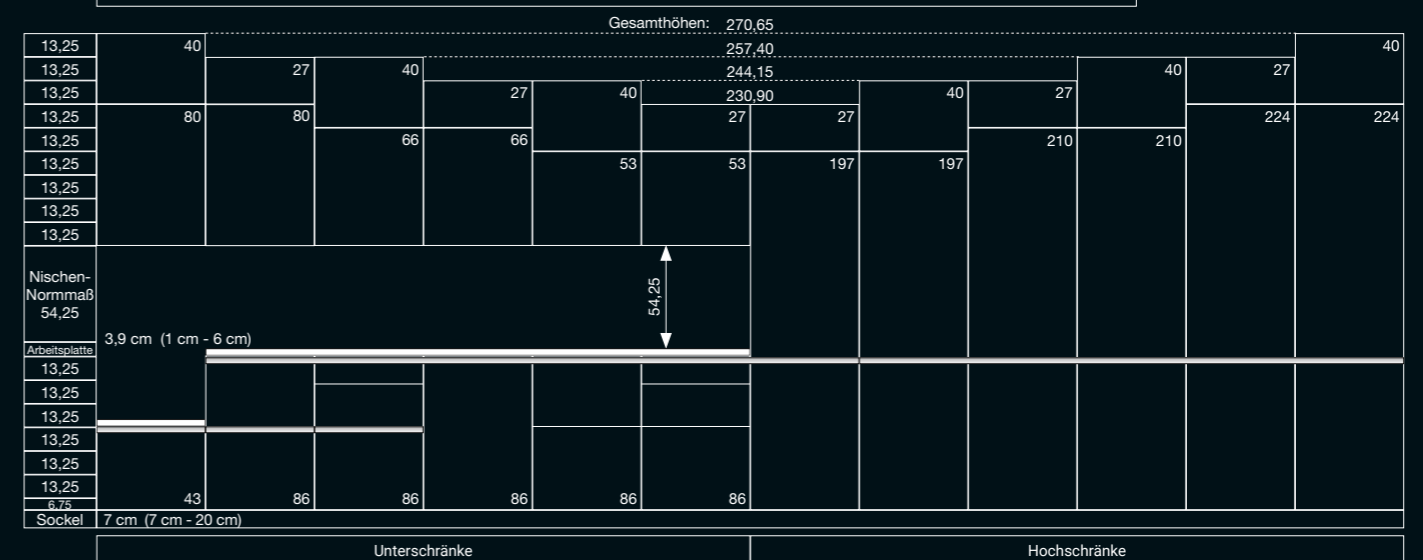 Gesamthöhen: 270,65
13,25 40 40
257,40
13,25 27 40 40 27
244,15
13,25 27 40 40 27
230,90
13,25 80 80 27 27 224 224
13,25 66 66 210 210
13,25 53 53 197 197
13,25
13,25
13,25
Nischen-
Normmaß
54,25
54,25
3,9 cm (1 cm - 6 cm)
Arbeitsplatte
13,25
13,25
13,25
13,25
13,25
13,25 43 86 86 86 86 86
6,75
Sockel 7 cm (7 cm - 20 cm)
Unterschränke Hochschränke